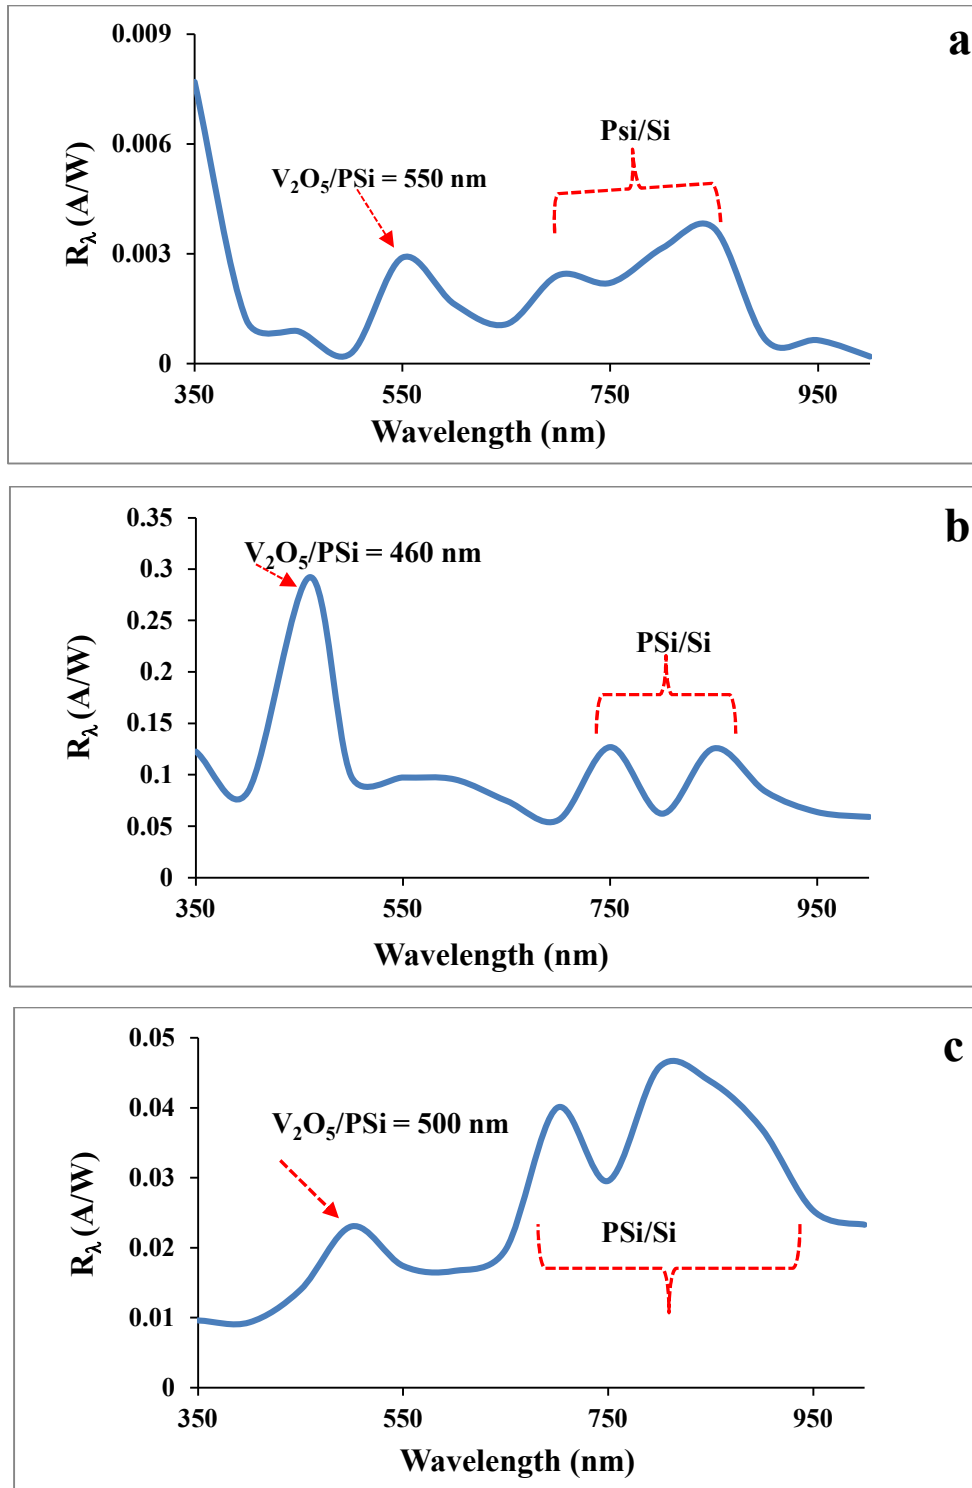 a
0.009
0.006
0.003
0
R_λ (A/W)
V₂O₅/PSi = 550 nm
Psi/Si
350
550
750
950
Wavelength (nm)
b
0.35
0.3
0.25
0.2
0.15
0.1
0.05
0
R_λ (A/W)
V₂O₅/PSi = 460 nm
PSi/Si
350
550
750
950
Wavelength (nm)
c
0.05
0.04
0.03
0.02
0.01
0
R_λ (A/W)
V₂O₅/PSi = 500 nm
PSi/Si
350
550
750
950
Wavelength (nm)